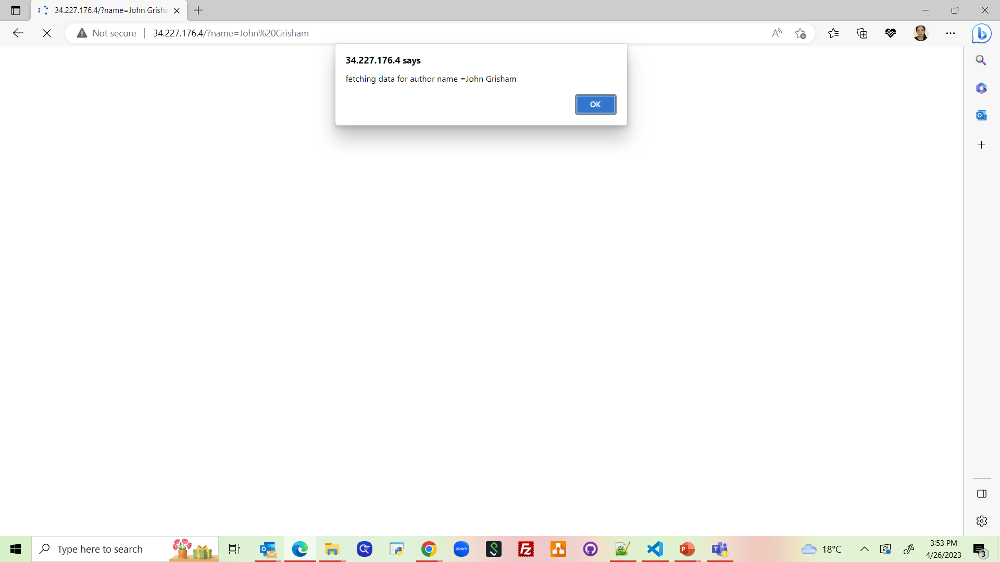 34.227.176.4/?name=John Grisha
Not secure
34.227.176.4/?name=John%20Grisham
34.227.176.4 says
fetching data for author name =John Grisham
OK
Type here to search
zoom
18°C
3:53 PM
4/26/2023
3